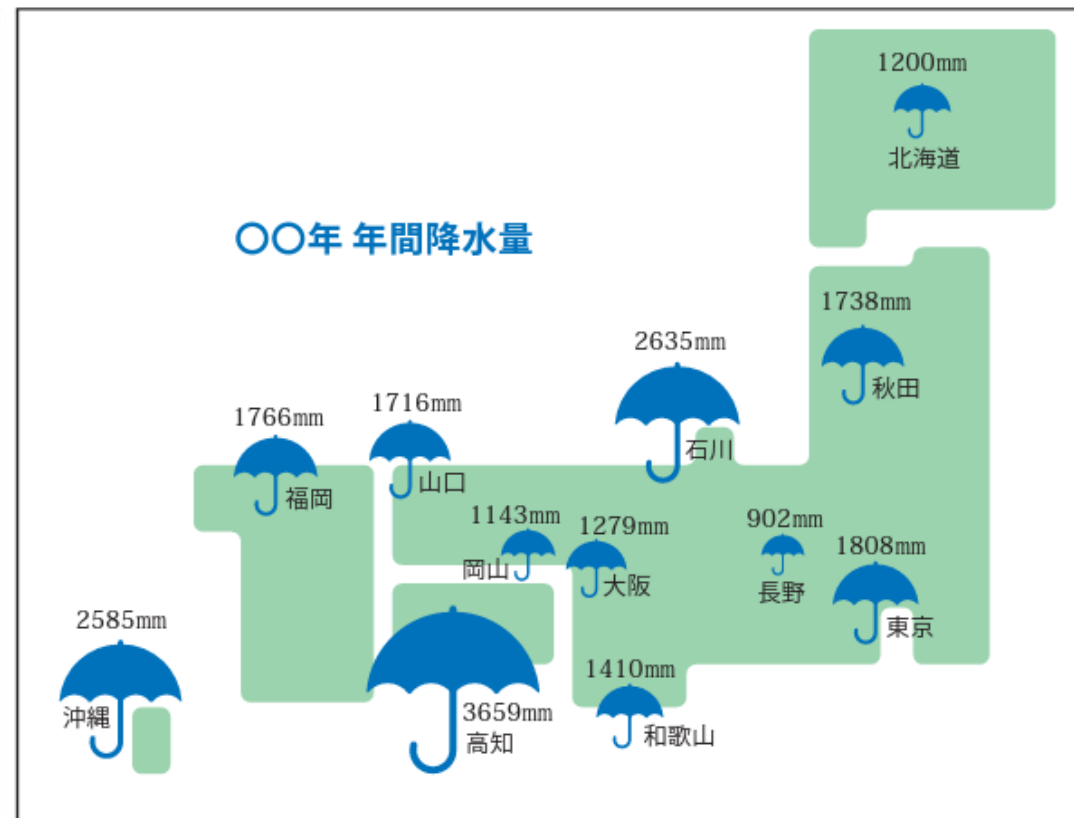 1200mm
北海道
〇〇年 年間降水量
1738mm
秋田
2635mm
石川
1716mm
山口
1766mm
福岡
1143mm
岡山
1279mm
大阪
902mm
長野
1808mm
東京
2585mm
沖縄
3659mm
高知
1410mm
和歌山